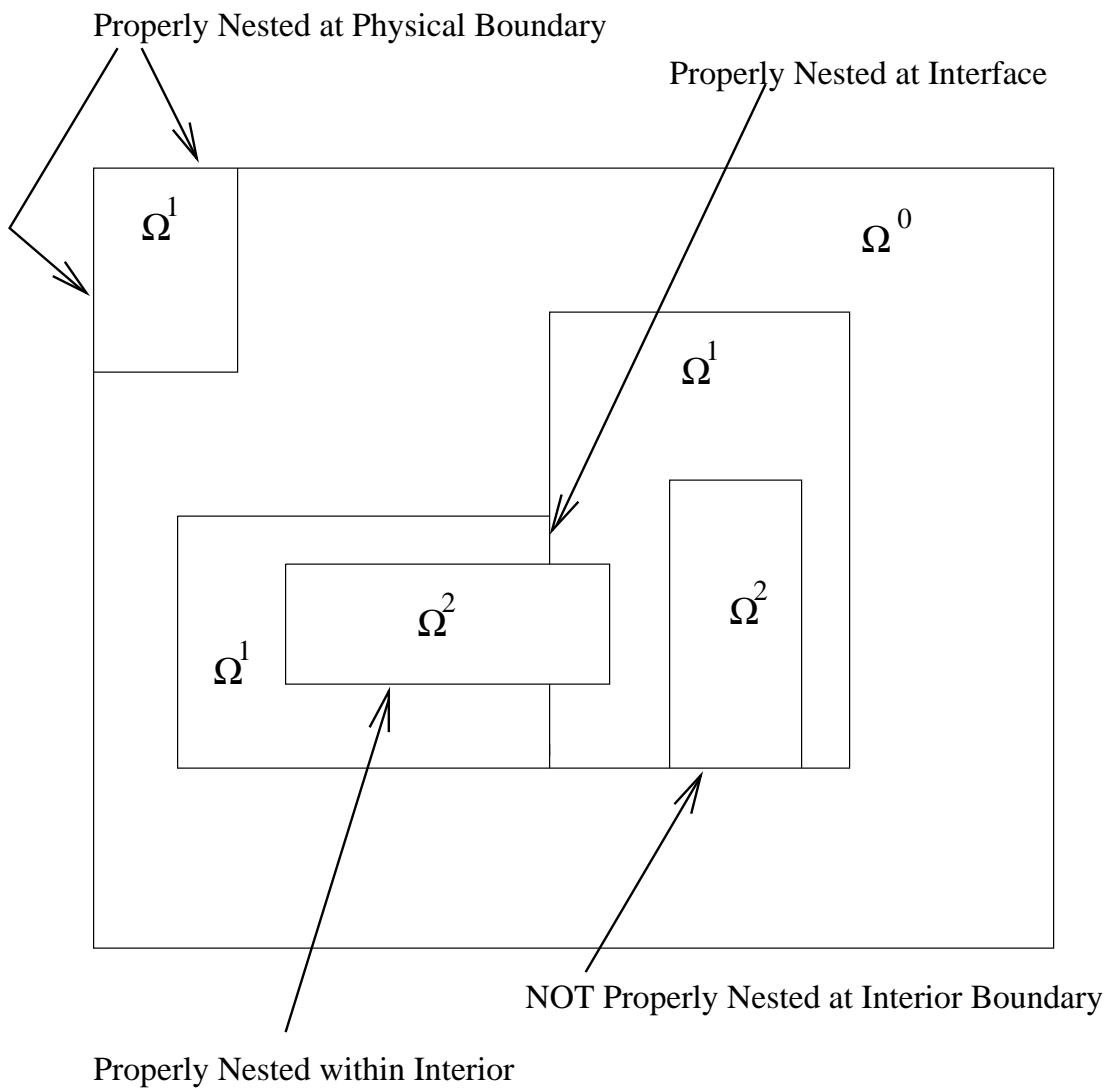 Properly Nested at Physical Boundary
Properly Nested at Interface
Ω¹
Ω⁰
Ω¹
Ω²
Ω²
Ω¹
NOT Properly Nested at Interior Boundary
Properly Nested within Interior